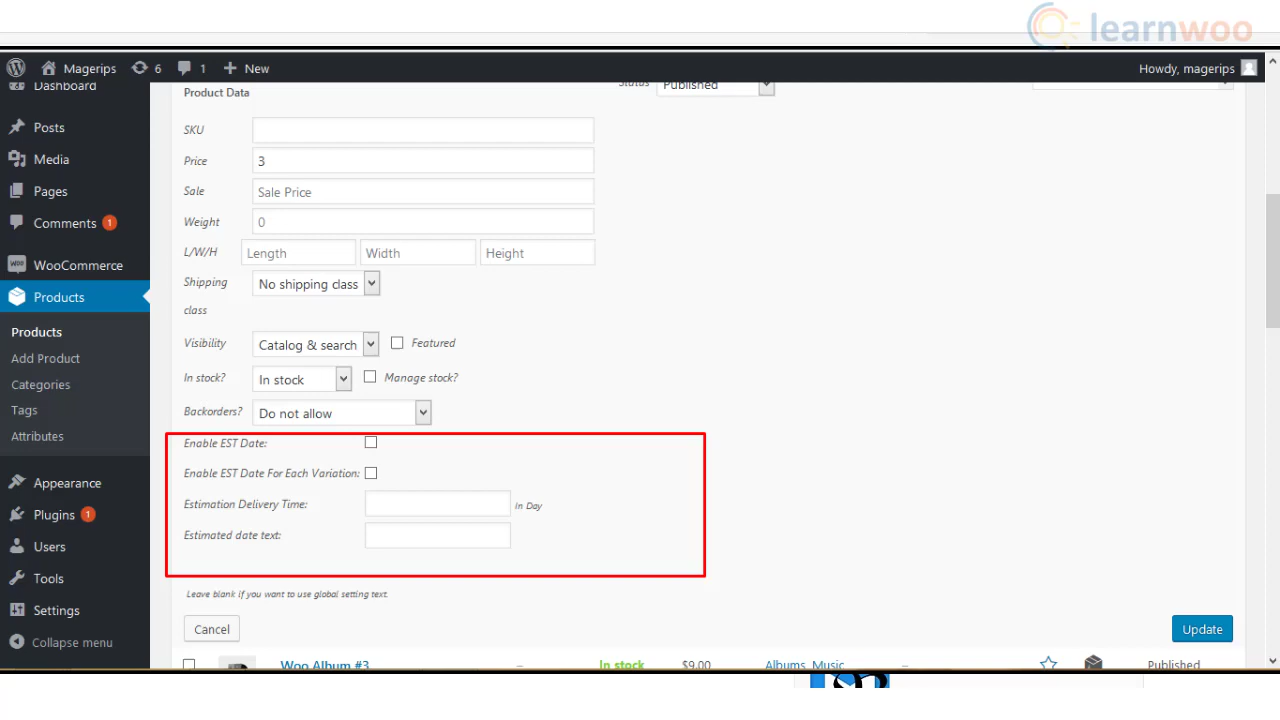 learnwoo
Magerips 6 1 New Howdy, magerips
Dashboard
Posts
Media
Pages
Comments 1
WooCommerce
Products
Products
Add Product
Categories
Tags
Attributes
Appearance
Plugins 1
Users
Tools
Settings
Collapse menu
Status Published
Product Data
SKU
Price 3
Sale Sale Price
Weight 0
L/W/H Length Width Height
Shipping No shipping class
class
Visibility Catalog & search Featured
In stock? In stock Manage stock?
Backorders? Do not allow
Enable EST Date:
Enable EST Date For Each Variation:
Estimation Delivery Time: In Day
Estimated date text:
Leave blank if you want to use global setting text.
Cancel Update
Woo Album #3 – In stock $9.00 Albums, Music – Published